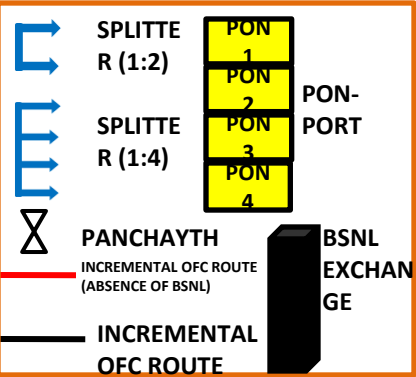 SPLITTE
R (1:2)
PON
1
PON
2
PON-
PORT
SPLITTE
R (1:4)
PON
3
PON
4
PANCHAYTH
INCREMENTAL OFC ROUTE
(ABSENCE OF BSNL)
BSNL
EXCHAN
GE
INCREMENTAL
OFC ROUTE